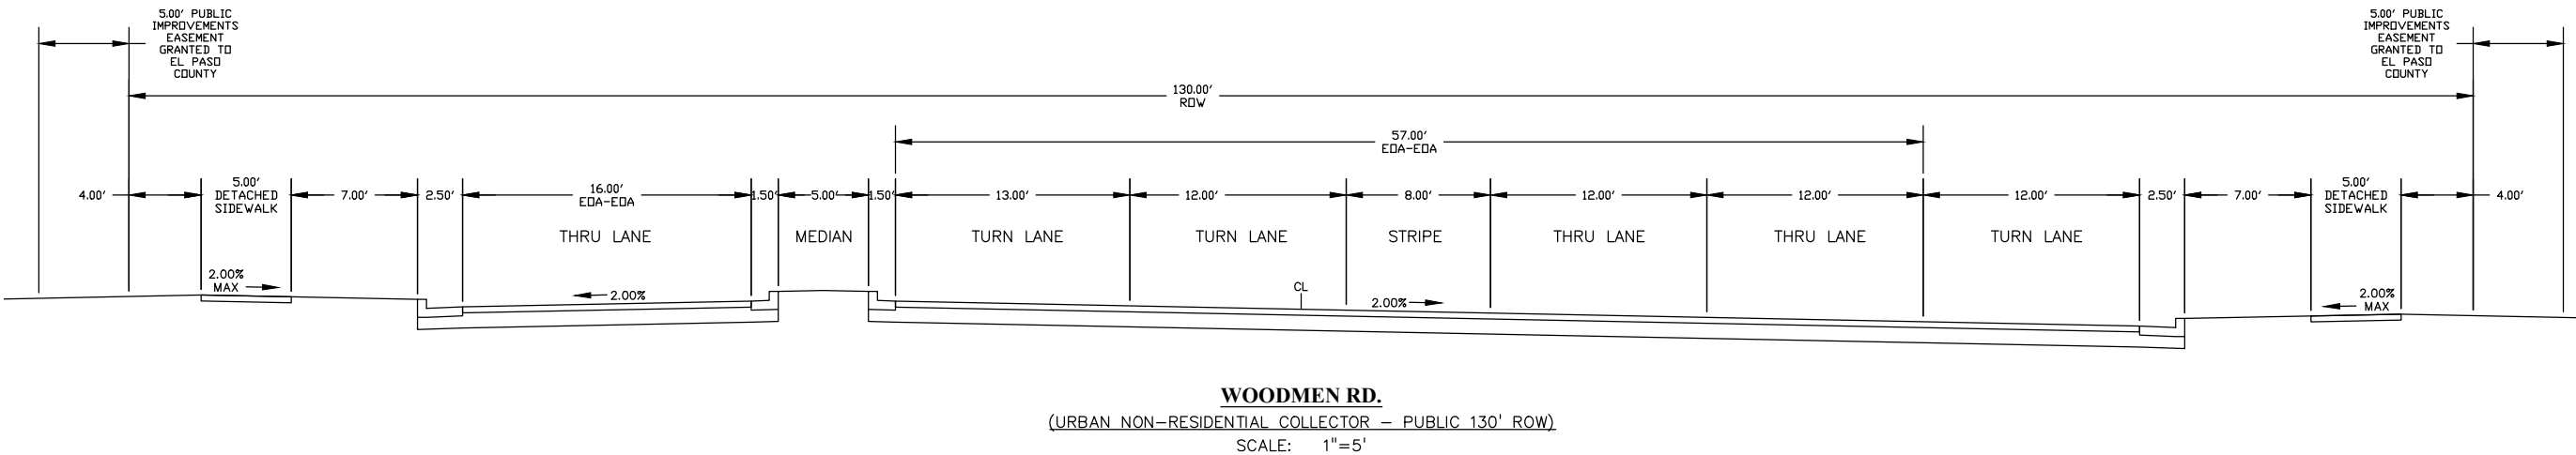 5.00' PUBLIC
IMPROVEMENTS
EASEMENT
GRANTED TO
EL PASO
COUNTY
5.00' PUBLIC
IMPROVEMENTS
EASEMENT
GRANTED TO
EL PASO
COUNTY
130.00'
ROW
57.00'
EOA-EOA
4.00'
5.00'
DETACHED
SIDEWALK
7.00'
2.50'
16.00'
EOA-EOA
1.50'
5.00'
1.50'
13.00'
12.00'
8.00'
12.00'
12.00'
12.00'
2.50'
7.00'
5.00'
DETACHED
SIDEWALK
4.00'
THRU LANE
MEDIAN
TURN LANE
TURN LANE
STRIPE
THRU LANE
THRU LANE
TURN LANE
2.00%
MAX
2.00%
CL
2.00%
2.00%
MAX
WOODMEN RD.
(URBAN NON-RESIDENTIAL COLLECTOR - PUBLIC 130' ROW)
SCALE: 1"=5'